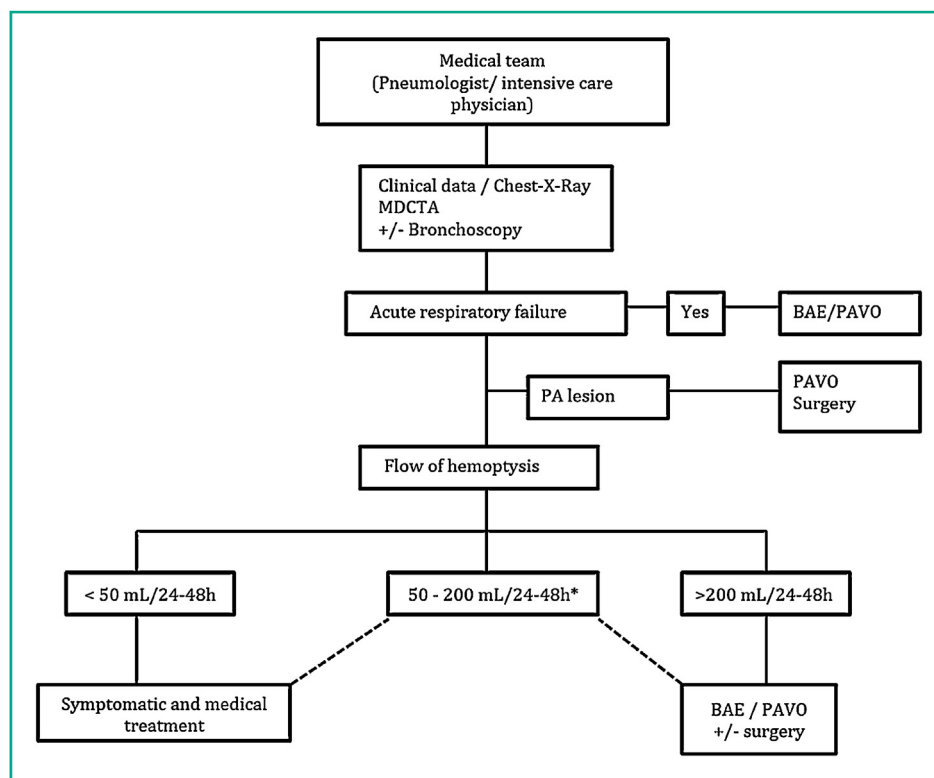 Medical team
(Pneumologist/ intensive care
physician)
Clinical data / Chest-X-Ray
MDCTA
+/- Bronchoscopy
Acute respiratory failure
Yes
BAE/PAVO
PA lesion
PAVO
Surgery
Flow of hemoptysis
< 50 mL/24-48h
50 - 200 mL/24-48h*
>200 mL/24-48h
Symptomatic and medical
treatment
BAE / PAVO
+/- surgery